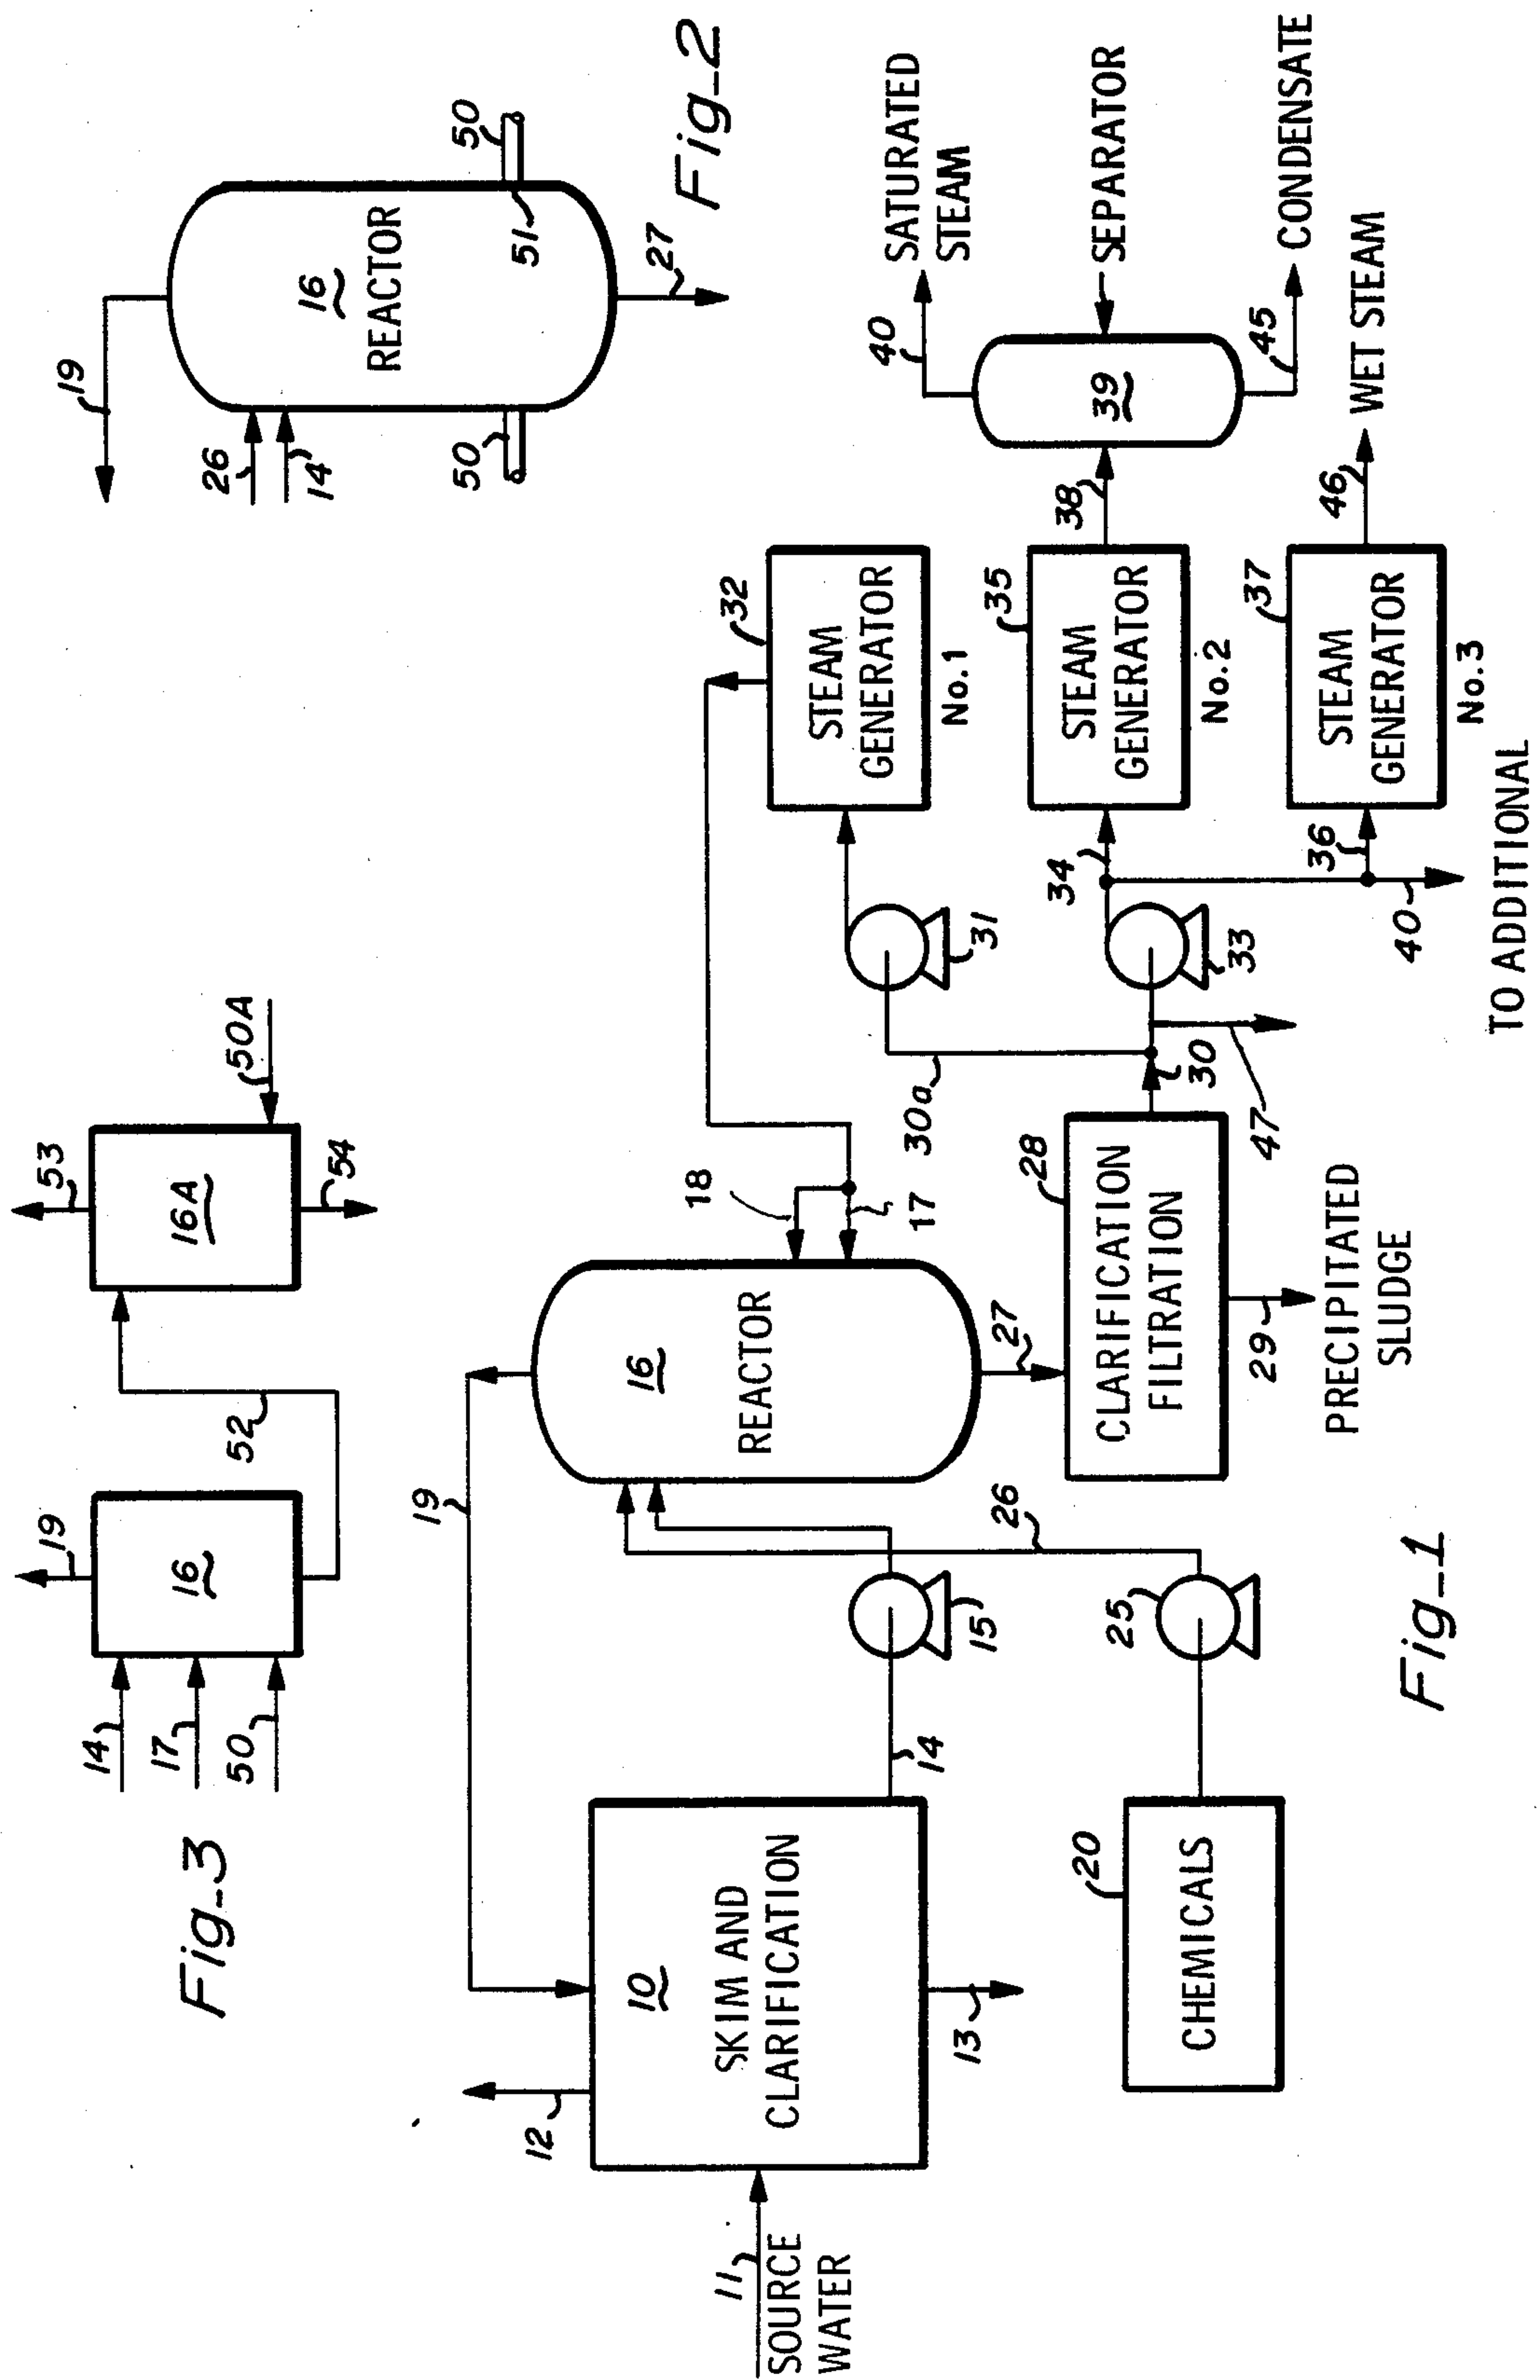 Fig_3
14
17
50
19
16
52
53
16A
54
50A
19
26
14
16
REACTOR
50
51
50
27
Fig_2
11
SOURCE
WATER
12
10
SKIM AND
CLARIFICATION
13
14
15
19
20
CHEMICALS
25
26
16
REACTOR
18
17
27
28
CLARIFICATION
FILTRATION
29
PRECIPITATED
SLUDGE
30
30a
47
31
33
32
STEAM
GENERATOR
No.1
34
35
STEAM
GENERATOR
No.2
36
37
STEAM
GENERATOR
No.3
40
TO ADDITIONAL
38
39
SEPARATOR
40
SATURATED
STEAM
45
CONDENSATE
46
WET STEAM
Fig_1